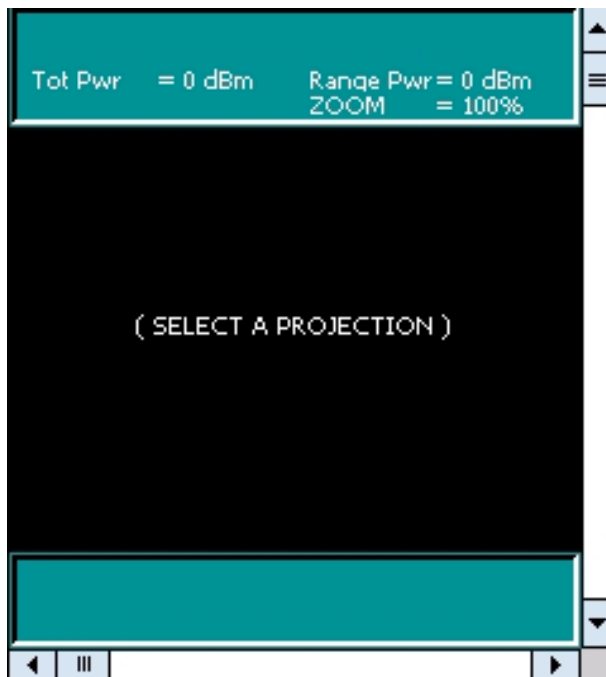 Tot Pwr = 0 dBm Range Pwr = 0 dBm
ZOOM = 100%
( SELECT A PROJECTION )